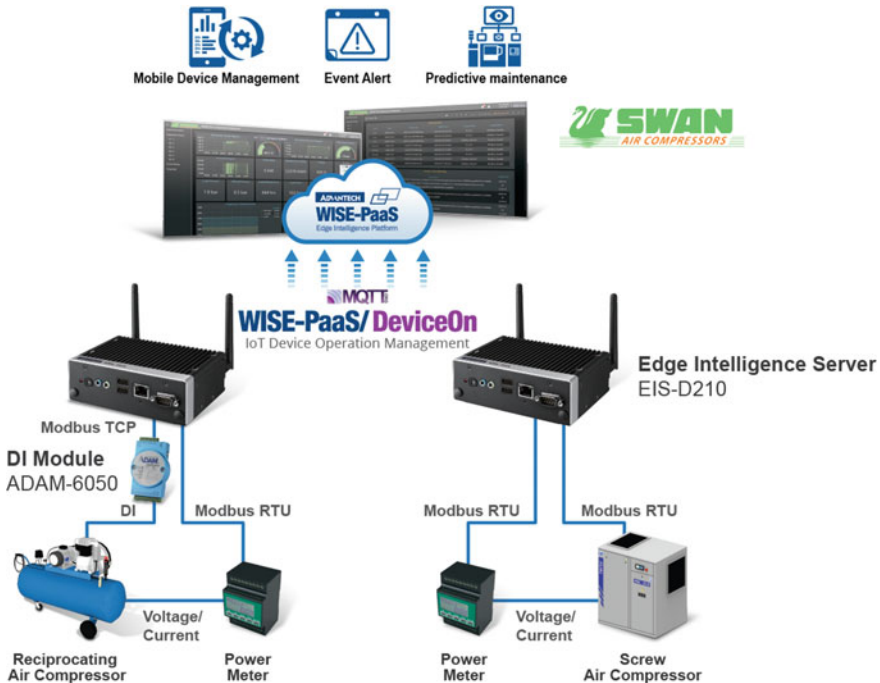 Mobile Device Management
Event Alert
Predictive maintenance
SWAN
AIR COMPRESSORS
ADVANTECH
WISE-PaaS
Edge Intelligence Platform
MQTT
WISE-PaaS/ DeviceOn
IoT Device Operation Management
Edge Intelligence Server
EIS-D210
Modbus TCP
DI Module
ADAM-6050
ADAM
DI
Modbus RTU
Modbus RTU
Modbus RTU
Voltage/
Current
Voltage/
Current
Reciprocating
Air Compressor
Power
Meter
Power
Meter
Screw
Air Compressor